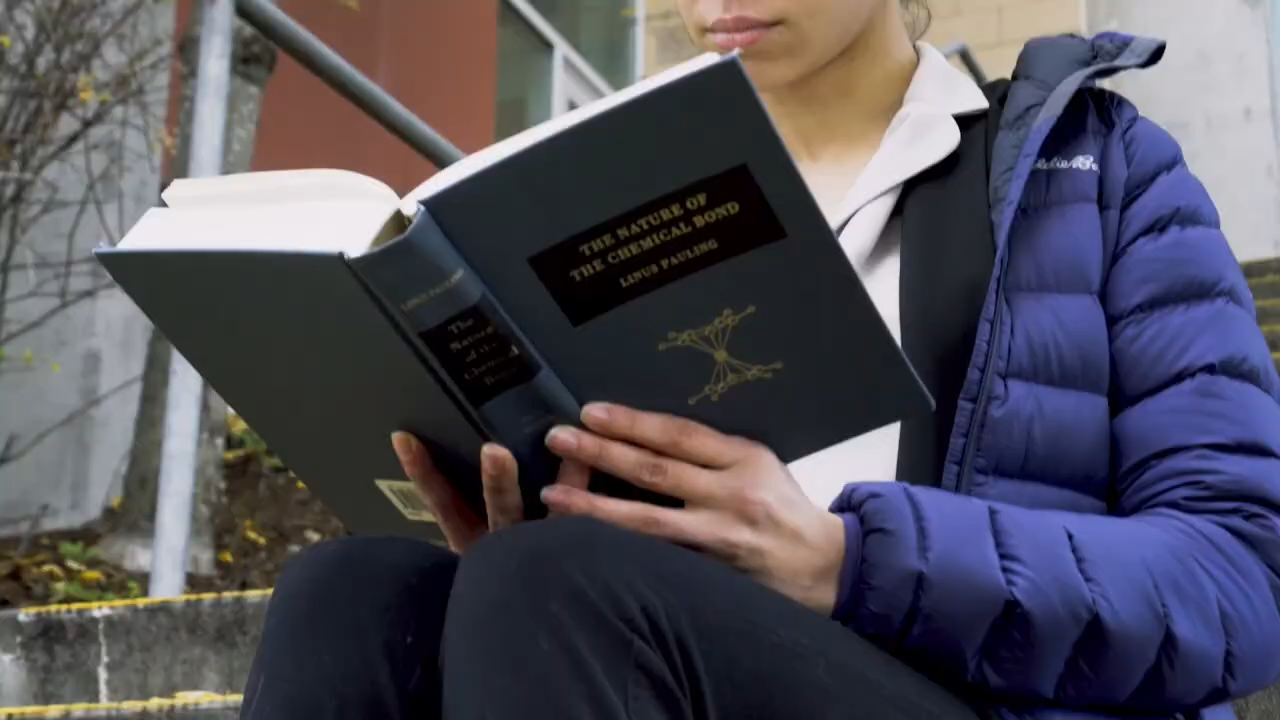 THE NATURE OF
THE CHEMICAL BOND
LINUS PAULING
LINUS PAULING
The
Nature
of the
Chemical
Bond